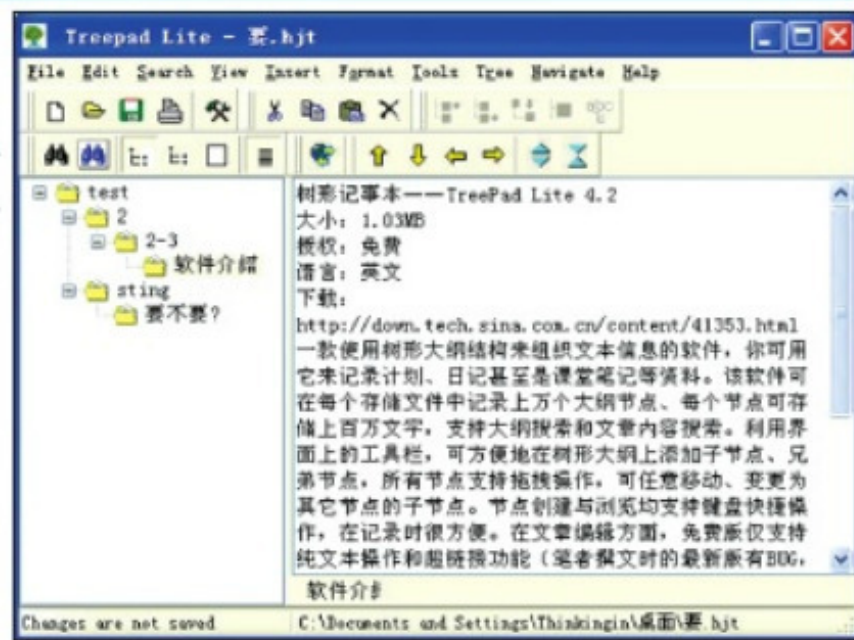 Treepad Lite - 要.hjt
File Edit Search View Insert Format Tools Tree Navigate Help
test
2
2-3
软件介绍
sting
要不要?
树形记事本——TreePad Lite 4.2
大小: 1.03MB
授权: 免费
语言: 英文
下载:
http://down.tech.sina.com.cn/content/41353.html
一款使用树形大纲结构来组织文本信息的软件, 你可用
它来记录计划、日记甚至是课堂笔记等资料。该软件可
在每个存储文件中记录上万个大纲节点、每个节点可存
储上百万文字, 支持大纲搜索和文章内容搜索。利用界
面上的工具栏, 可方便地在树形大纲上添加子节点、兄
弟节点, 所有节点支持拖拽操作, 可任意移动、变更为
其它节点的子节点。节点创建与浏览均支持键盘快捷操
作, 在记录时很方便。在文章编辑方面, 免费版仅支持
纯文本操作和超链接功能 (笔者撰文时的最新版有BUG,
软件介
Changes are not saved
C:\Documents and Settings\Thinkingin\桌面\要.hjt